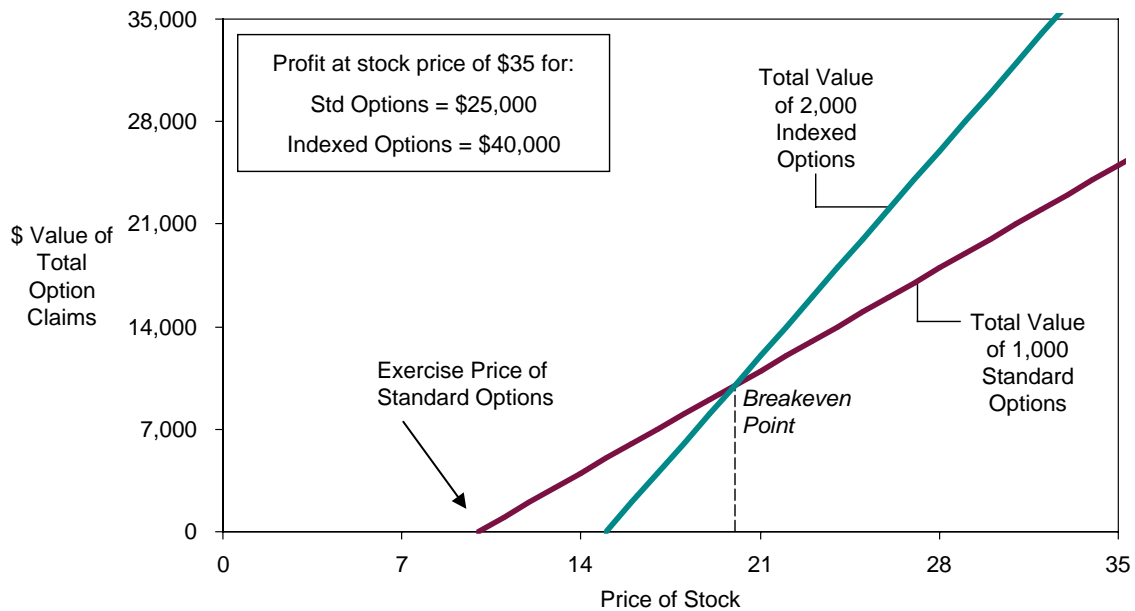 35,000
28,000
21,000
14,000
7,000
0
$ Value of
Total
Option
Claims
Profit at stock price of $35 for:
Std Options = $25,000
Indexed Options = $40,000
Total Value
of 2,000
Indexed
Options
Exercise Price of
Standard Options
Breakeven
Point
Total Value
of 1,000
Standard
Options
0
7
14
21
28
35
Price of Stock